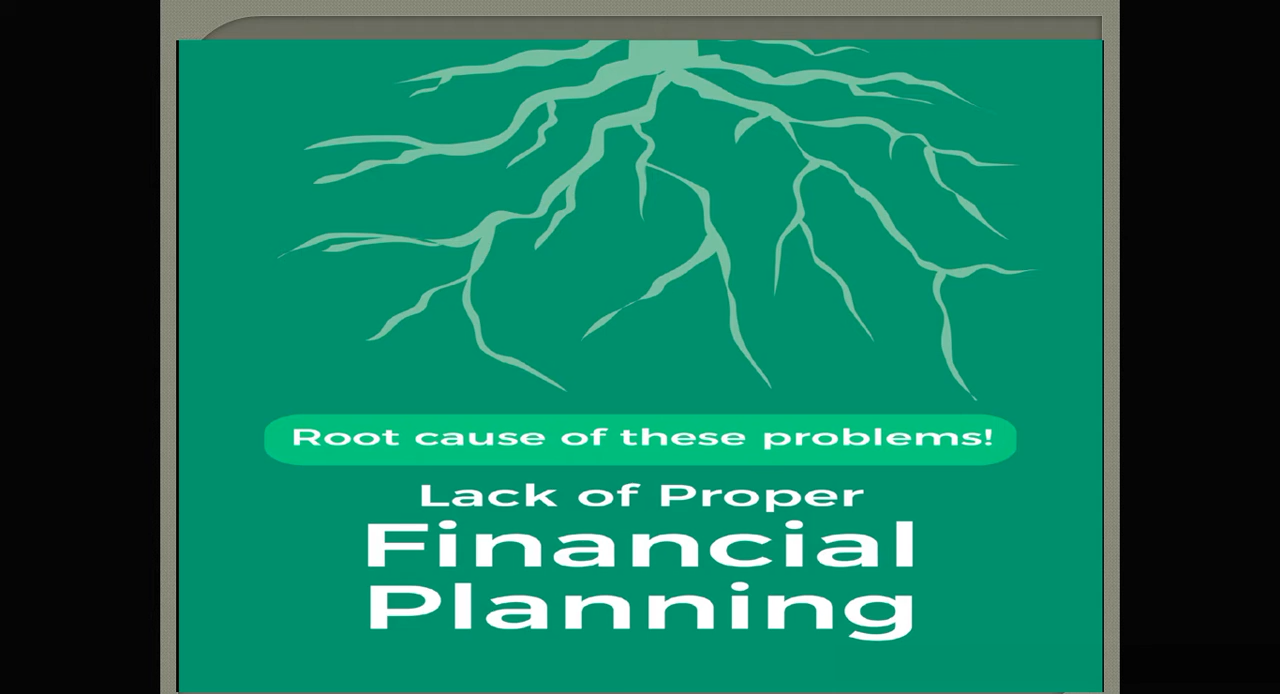 Root cause of these problems!
Lack of Proper
Financial
Planning